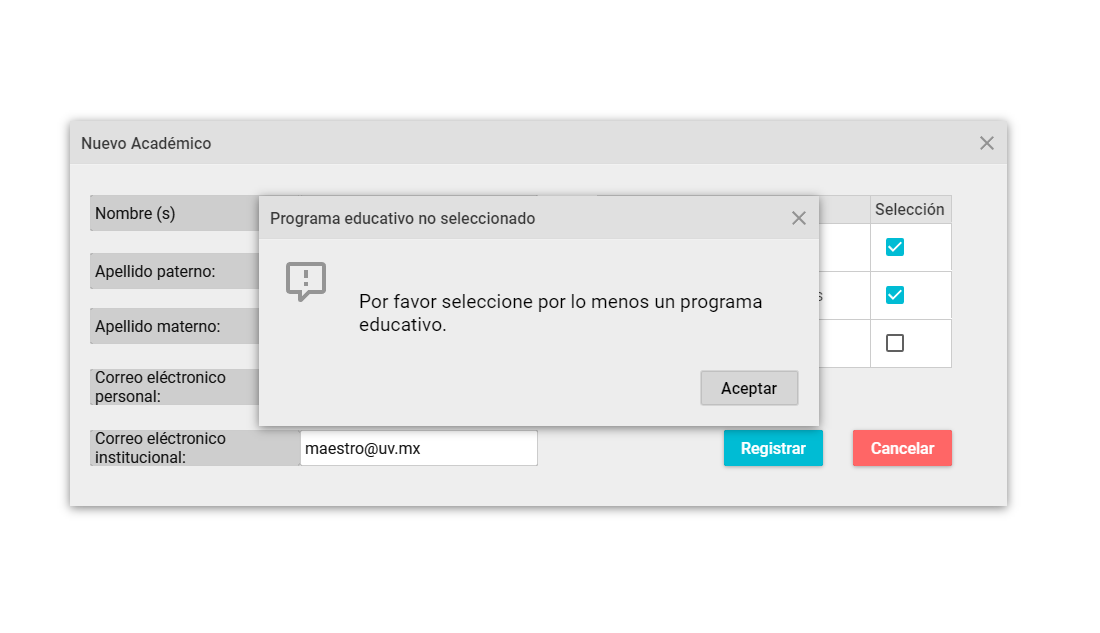 Nuevo Académico
Nombre (s)
Selección
Programa educativo no seleccionado
Apellido paterno:
Por favor seleccione por lo menos un programa
educativo.
s
Apellido materno:
Correo eléctronico
personal:
Aceptar
Correo eléctronico
institucional:
maestro@uv.mx
Registrar
Cancelar